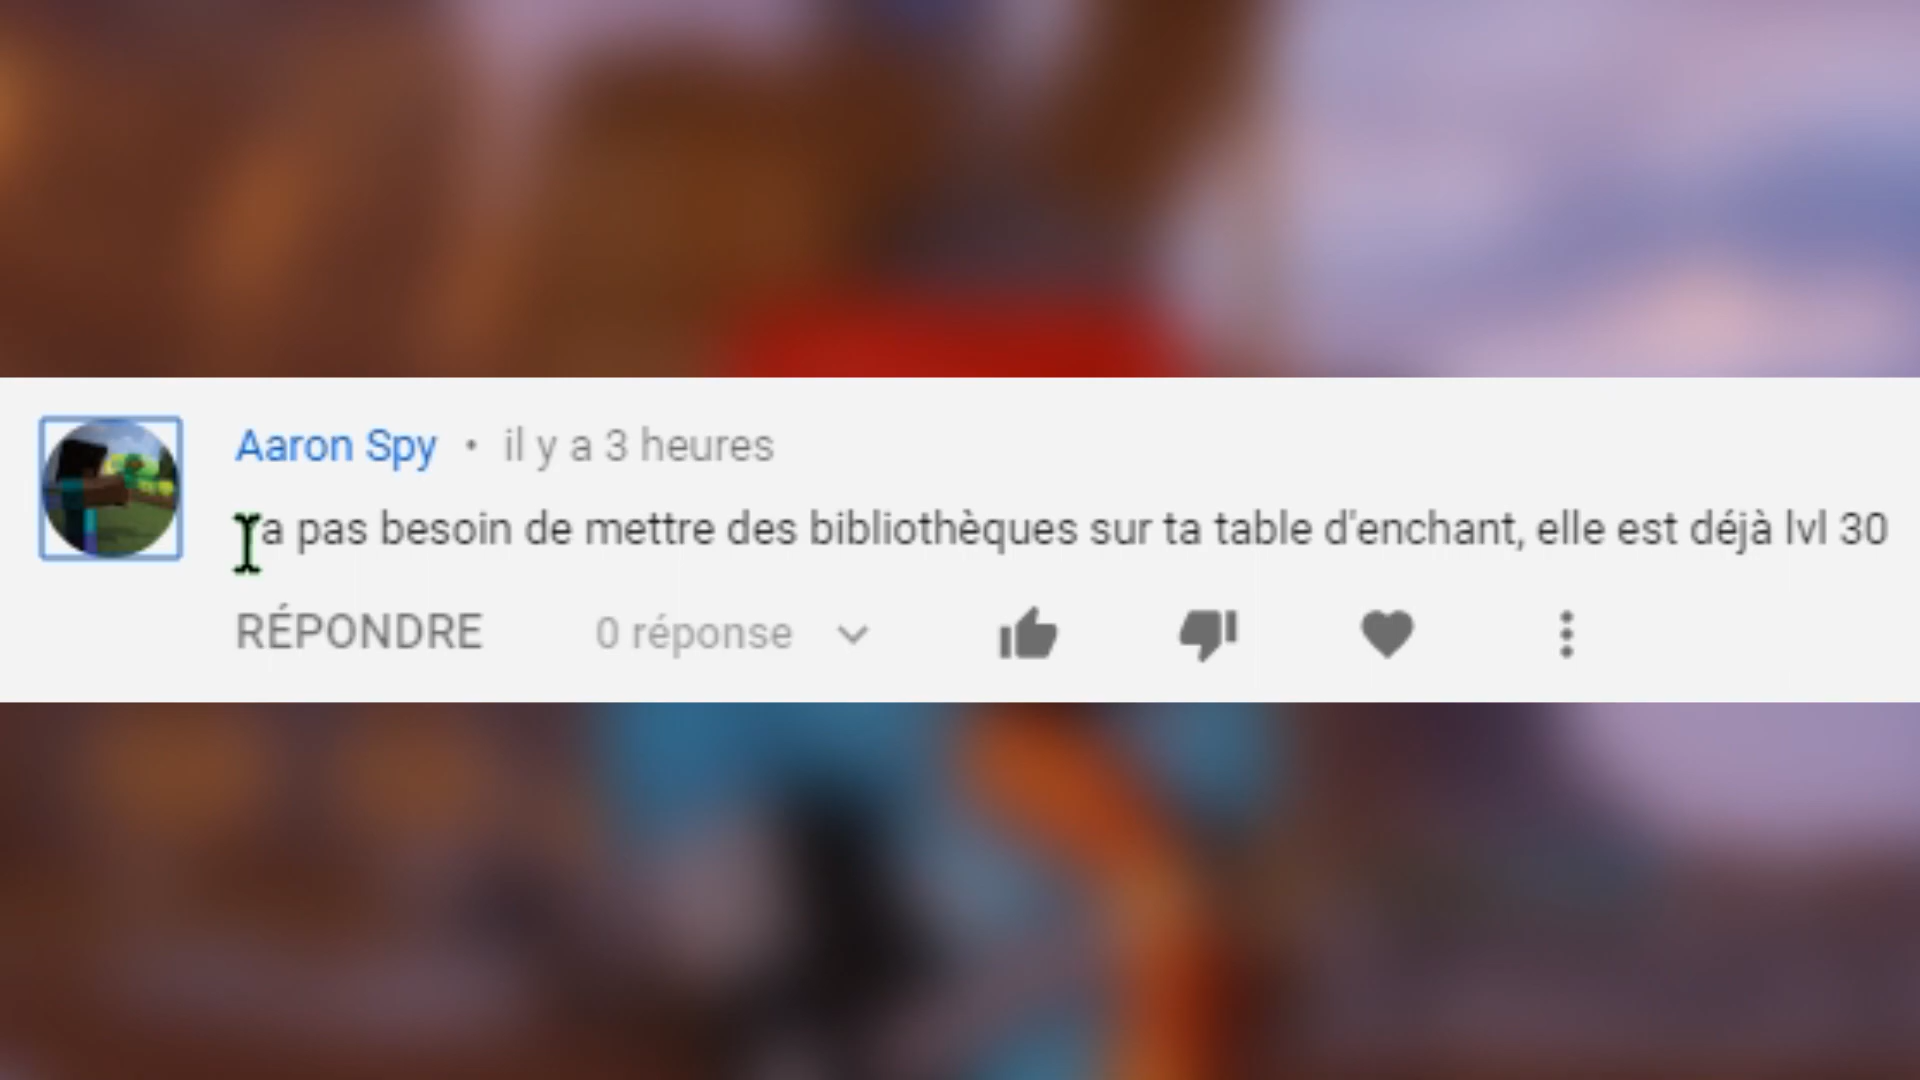 Aaron Spy • il y a 3 heures
a pas besoin de mettre des bibliothèques sur ta table d'enchant, elle est déjà lvl 30
RÉPONDRE 0 réponse